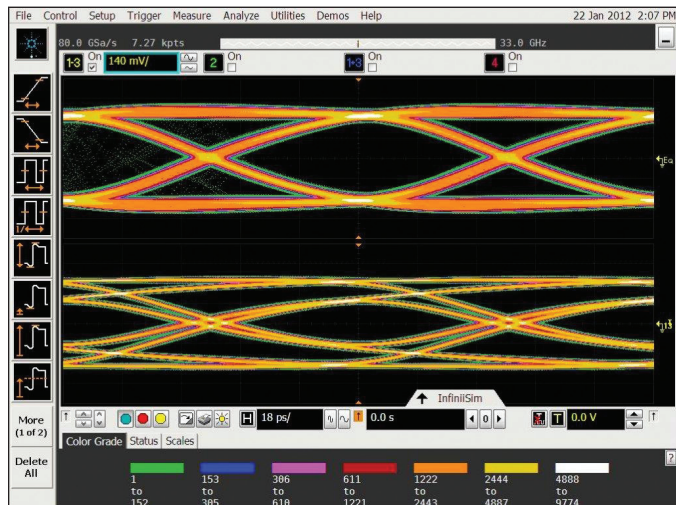 File Control Setup Trigger Measure Analyze Utilities Demos Help 22 Jan 2012 2:07 PM
80.0 GSa/s 7.27 kpts 33.0 GHz
1-3 On 140 mV/ 2 On 1+3 On 4 On
Eq
13
InfiniiSim
H 18 ps/ 0.0 s 0 T 0.0 V
More
(1 of 2)
Delete
All
Color Grade Status Scales
?
1 153 306 611 1222 2444 4888
to to to to to to to
152 305 610 1221 2443 4887 9774